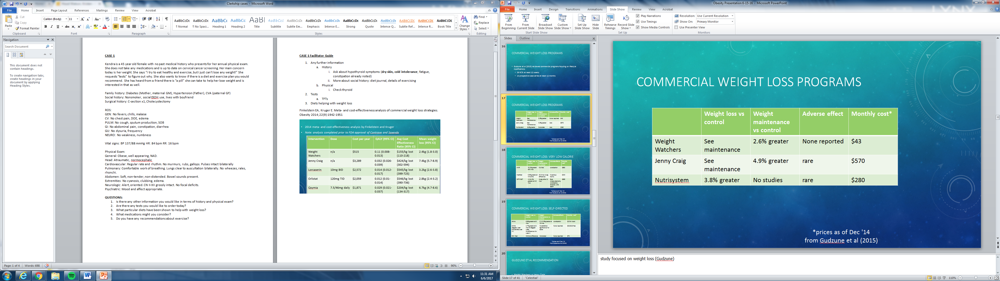 Clerkship cases - Microsoft Word
File Home Insert Page Layout References Mailings Review View Acrobat
Cut
Copy
Format Painter
Paste
Clipboard
Calibri (Body) 11
Font
Paragraph
¶ Normal ¶ No Spaci... Heading 1 Heading 2 Title Subtitle Subtle Em... Emphasis Intense E... Strong Quote Intense Q... Subtle Ref... Intense R... Book Title
Styles
Change Styles
Find
Replace
Select
Editing
Navigation
Search Document
This document does not contain headings.
To create navigation tabs, create headings in your document by applying Heading Styles.
CASE 1
Kendra is a 45 year old female with no past medical history who presents for her annual physical exam.
She does not take any medications and is up to date on cervical cancer screening. Her main concern
today is her weight. She says "I try to eat healthy and exercise, but I just can't lose any weight!" She
requests "tests" to figure out why. She also wants to know if there is a diet and exercise plan you would
recommend. She has heard from a friend there is "a pill" she can take to help her lose weight and is
interested in that as well.
Family history: Diabetes (Mother, maternal GM), Hypertension (Father), CVA (paternal GF)
Social history: Nonsmoker, social EtOH use, lives with boyfriend
Surgical history: C-section x1, Cholecystectomy
ROS:
GEN: No fevers, chills, malaise
CV: No chest pain, DOE, edema
PULM: No cough, sputum production, SOB
GI: No abdominal pain, constipation, diarrhea
GU: No dysuria, frequency
NEURO: No weakness, numbness
Vital signs: BP 137/88 mmHg HR: 84 bpm RR: 16 bpm
Physical Exam:
General: Obese, well appearing, NAD.
Head: Atraumatic, normocephalic
Cardiovascular: Regular rate and rhythm. No murmurs, rubs, gallops. Pulses intact bilaterally
Pulmonary: Comfortable work of breathing. Lungs clear to auscultation bilaterally. No wheezes, rales,
rhonchi.
Abdomen: Soft, non-tender, non-distended. Bowel sounds present.
Extremities: No cyanosis, clubbing, edema.
Neurologic: Alert, oriented. CN II-XII grossly intact. No focal deficits.
Psychiatric: Mood and affect appropriate.
QUESTIONS:
1. Is there any other information you would like in terms of history and physical exam?
2. Are there any tests you would like to order today?
3. What particular diets have been shown to help with weight loss?
4. What medications might you consider?
5. Do you have any recommendations about exercise?
CASE 1 Facilitator Guide
1. Any further information
a. History
i. Ask about hypothyroid symptoms (dry skin, cold intolerance; fatigue,
constipation already noted)
ii. More about social history: diet journal, details of exercising
b. Physical
i. Check thyroid
2. Tests
a. TFTs
3. Diets helping with weight loss
Finkelstein EA, Kruger E. Meta- and cost-effectiveness analysis of commercial weight loss strategies.
Obesity 2014;22(9):1942-1951
• 2014 meta- and cost-effectiveness analysis by Finkelstein and Kruger
• Note: analysis completed prior to FDA approval of Contrave and Saxenda
Intervention Dose Cost per year QALY (95% CI) Avg Cost Effectiveness Ratio (95% CI) Mean weight loss (95% CI)
Weight Watchers n/a $515 0.11 (0.008-0.013) $155/kg lost (110-218) 2.4kg (1.8-3.0)
Jenny Craig n/a $3,289 0.032 (0.026-0.039) $424/kg lost (302-594) 7.4kg (5.7-8.9)
Lorcaserin 10mg BID $2,572 0.014 (0.012-0.017) $545/kg lost (399-725) 3.2kg (2.6-3.8)
Orlistat 120mg TID $2,059 0.012 (0.01-0.014) $546/kg lost (390-736) 2.8kg (2.4-3.2)
Qsymia 7.5/46mg daily $1,871 0.029 (0.021-0.037) $204/kg lost (134-317) 6.7kg (4.7-8.6)
Page: 1 of 4 Words: 698
90%
11:31 AM
6/6/2017
Obesity Presentation 6-15-16 - Microsoft PowerPoint
File Home Insert Design Transitions Animations Slide Show Review View Acrobat
From Beginning
From Current Slide
Broadcast Slide Show
Custom Slide Show
Start Slide Show
Set Up Slide Show
Hide Slide
Rehearse Timings
Record Slide Show
Play Narrations
Use Timings
Show Media Controls
Set Up
Resolution: Use Current Resolution
Show On: Primary Monitor
Use Presenter View
Monitors
Slides Outline
16
COMMERCIAL WEIGHT LOSS PROGRAMS
• Gudzune et al (2015) reviewed commercial programs focusing on lifestyle
modifications
• 39 RCTs at least 12 weeks
• 14 prospective case series at least 12 months
17
COMMERCIAL WEIGHT LOSS PROGRAMS
18
COMMERCIAL WEIGHT LOSS: VERY LOW CALORIE
19
COMMERCIAL WEIGHT LOSS: SELF-DIRECTED
20
GUDZUNE ET AL RECOMMENDATION
COMMERCIAL WEIGHT LOSS PROGRAMS
Weight loss vs control Weight maintenance vs control Adverse effect Monthly cost*
Weight Watchers See maintenance 2.6% greater None reported $43
Jenny Craig See maintenance 4.9% greater rare $570
Nutrisystem 3.8% greater No studies rare $280
*prices as of Dec '14
from Gudzune et al (2015)
study focused on weight loss (Gudzune)
Slide 17 of 41 "Celestial"
110%